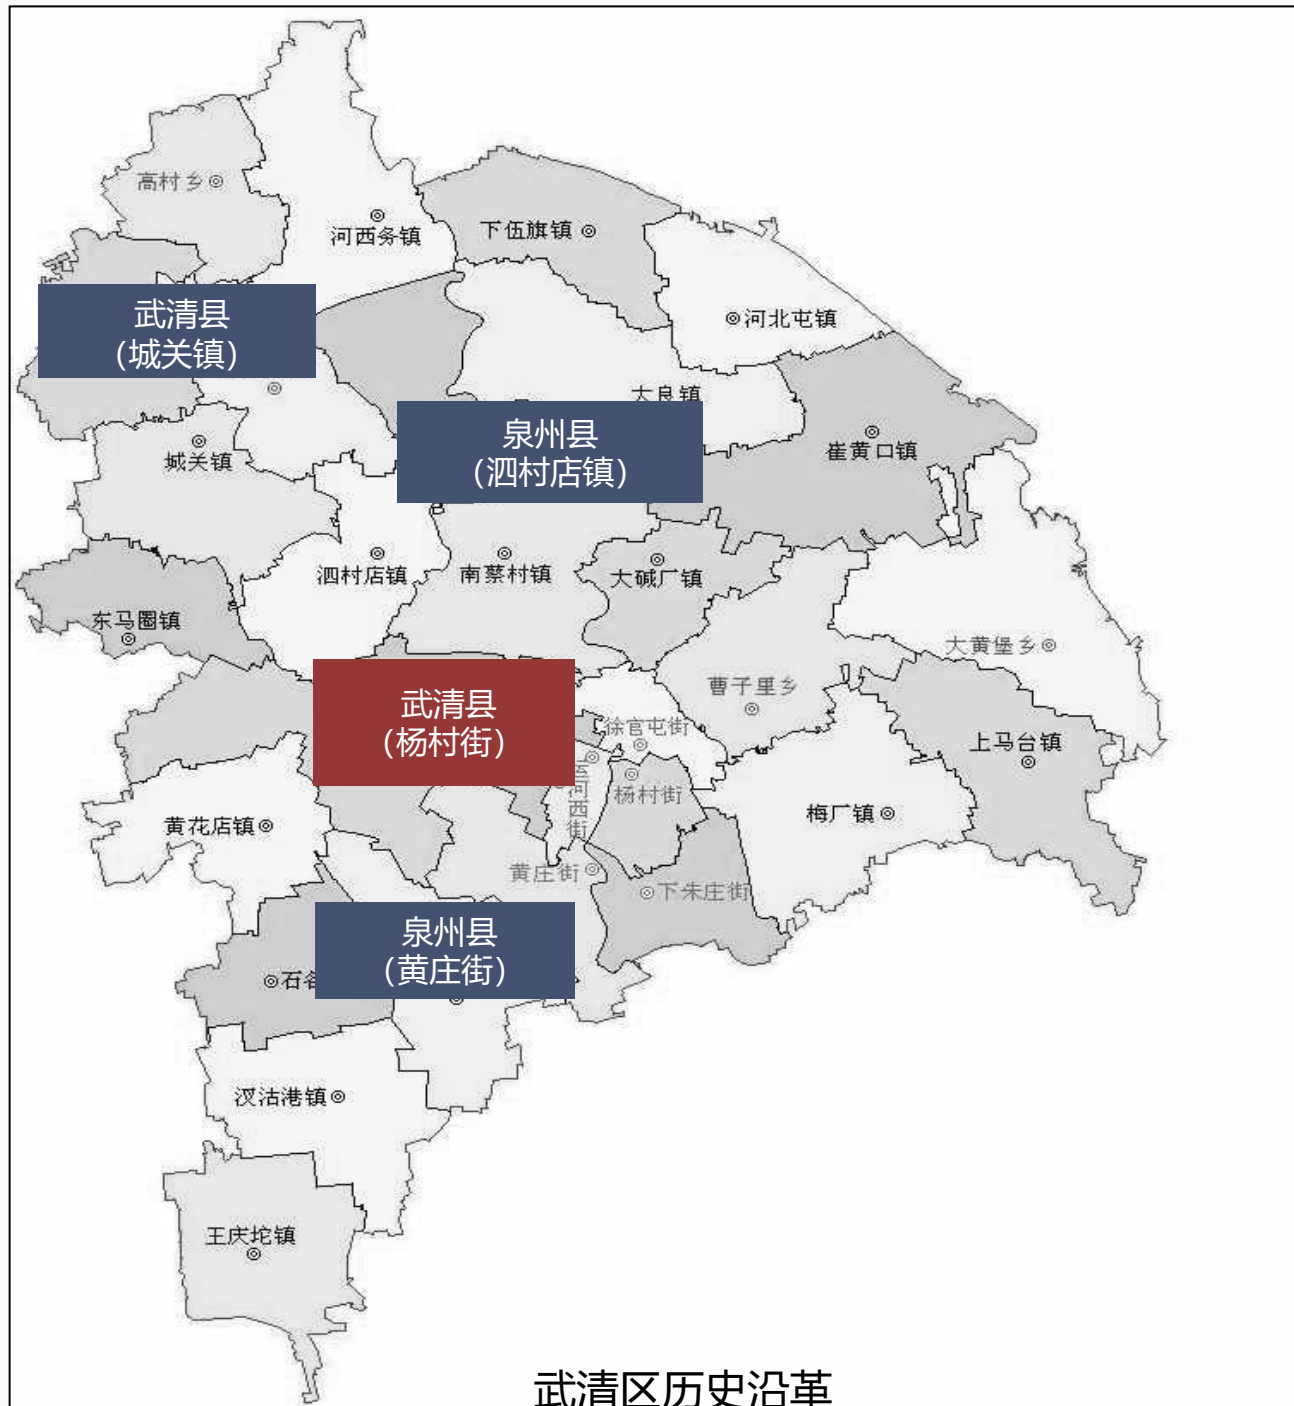 高村乡
河西务镇
下伍旗镇
河北屯镇
武清县
（城关镇）
大良镇
泉州县
（泗村店镇）
崔黄口镇
城关镇
泗村店镇
南蔡村镇
大碱厂镇
东马圈镇
大黄堡乡
曹子里乡
武清县
（杨村街）
徐官屯街
上马台镇
运河西街
杨村街
梅厂镇
黄花店镇
黄庄街
下朱庄街
泉州县
（黄庄街）
石各
汊沽港镇
王庆坨镇
武清区历史沿革